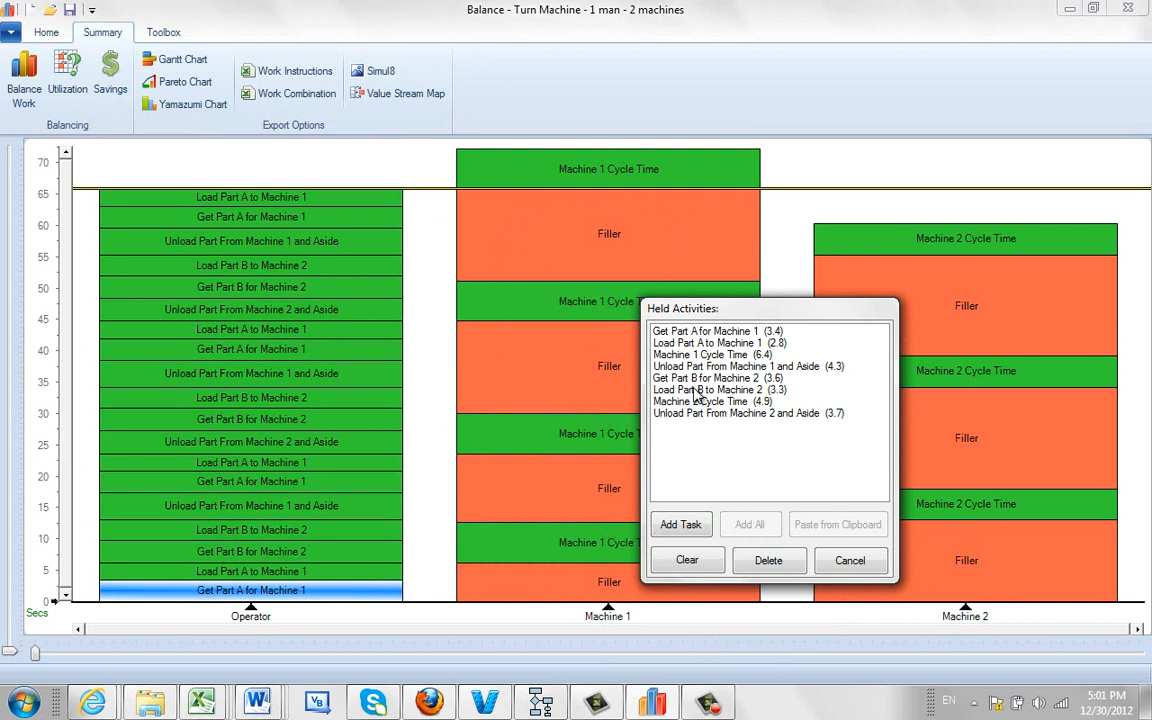 Balance - Turn Machine - 1 man - 2 machines
Home
Summary
Toolbox
Balance
Work
Utilization
Savings
Gantt Chart
Pareto Chart
Yamazumi Chart
Work Instructions
Work Combination
Simul8
Value Stream Map
Balancing
Export Options
70
65
60
55
50
45
40
35
30
25
20
15
10
5
0
Secs
Load Part A to Machine 1
Get Part A for Machine 1
Unload Part From Machine 1 and Aside
Load Part B to Machine 2
Get Part B for Machine 2
Unload Part From Machine 2 and Aside
Load Part A to Machine 1
Get Part A for Machine 1
Unload Part From Machine 1 and Aside
Load Part B to Machine 2
Get Part B for Machine 2
Unload Part From Machine 2 and Aside
Load Part A to Machine 1
Get Part A for Machine 1
Unload Part From Machine 1 and Aside
Load Part B to Machine 2
Get Part B for Machine 2
Load Part A to Machine 1
Get Part A for Machine 1
Operator
Machine 1 Cycle Time
Filler
Machine 1 Cycle T
Filler
Machine 1 Cycle T
Filler
Machine 1 Cycle T
Filler
Machine 1
Machine 2 Cycle Time
Filler
Machine 2 Cycle Time
Filler
Machine 2 Cycle Time
Filler
Machine 2
Held Activities:
Get Part A for Machine 1 (3.4)
Load Part A to Machine 1 (2.8)
Machine 1 Cycle Time (6.4)
Unload Part From Machine 1 and Aside (4.3)
Get Part B for Machine 2 (3.6)
Load Part B to Machine 2 (3.3)
Machine 2 Cycle Time (4.9)
Unload Part From Machine 2 and Aside (3.7)
Add Task
Add All
Paste from Clipboard
Clear
Delete
Cancel
EN
5:01 PM
12/30/2012